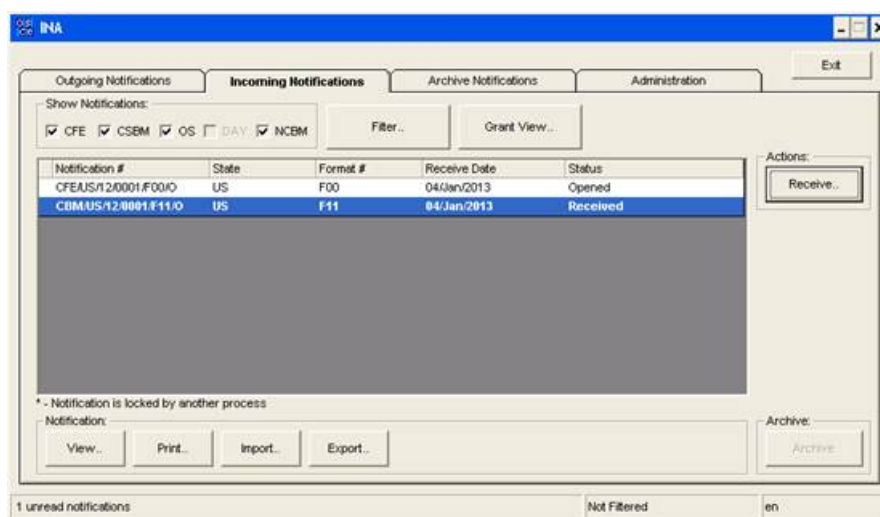 INA
Exit
Outgoing Notifications Incoming Notifications Archive Notifications Administration
Show Notifications:
CFE CSBM OS DAY NCBM Filter.. Grant View..
Actions:
Notification # State Format # Receive Date Status
CFE/US/12/0001/F00/O US F00 04/Jan/2013 Opened
Receive..
CBM/US/12/0001/F11/O US F11 04/Jan/2013 Received
* - Notification is locked by another process
Notification: Archive:
View.. Print.. Import.. Export.. Archive
1 unread notifications Not Filtered en